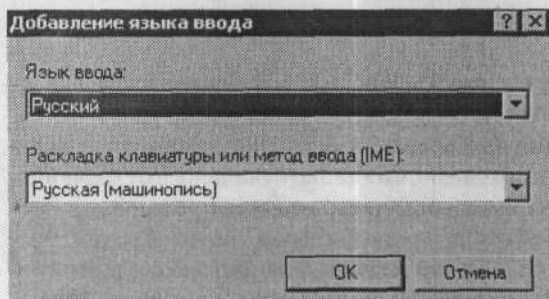 Добавление языка ввода
Язык ввода:
Русский
Раскладка клавиатуры или метод ввода (IME):
Русская (машинопись)
OK
Отмена